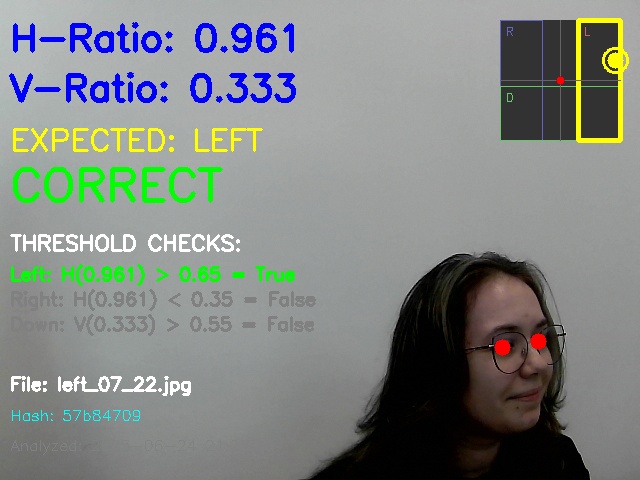 H-Ratio: 0.961
V-Ratio: 0.333
R
L
D
EXPECTED: LEFT
CORRECT
THRESHOLD CHECKS:
Left: H(0.961) > 0.65 = True
Right: H(0.961) < 0.35 = False
Down: V(0.333) > 0.55 = False
File: left_07_22.jpg
Hash: 57b84709
Analyzed: